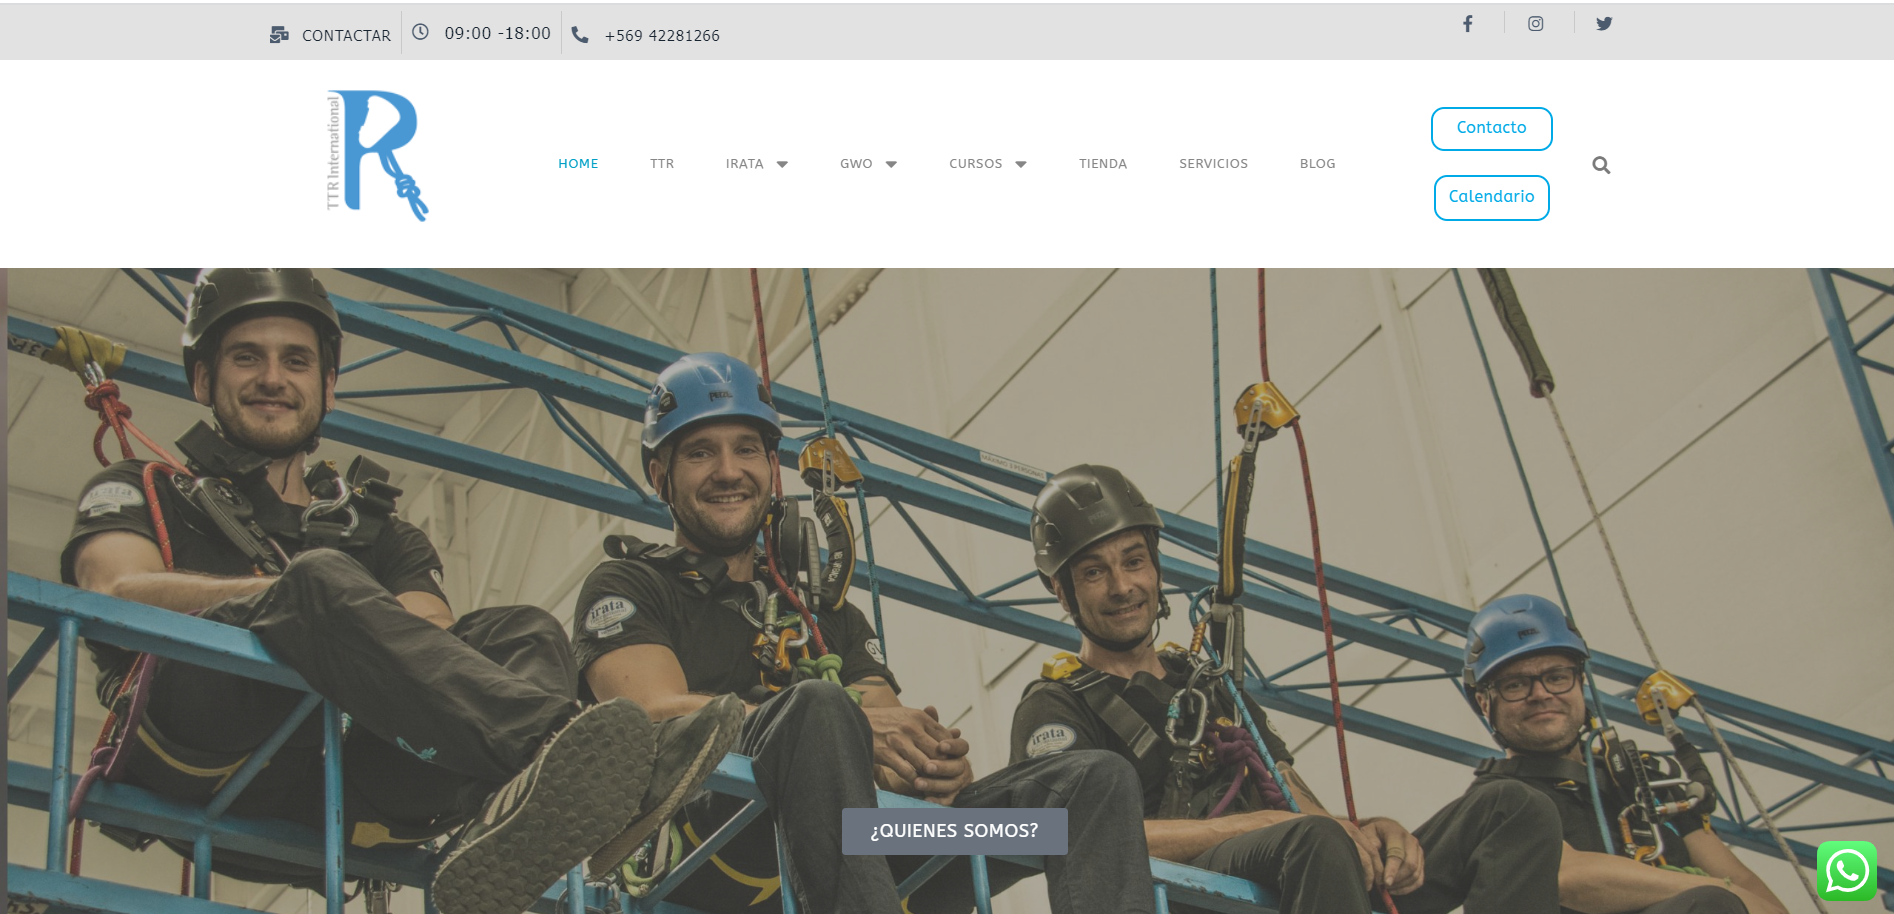 CONTACTAR
09:00 -18:00
+569 42281266
TTR International
R
HOME
TTR
IRATA
GWO
CURSOS
TIENDA
SERVICIOS
BLOG
Contacto
Calendario
PETZL
irata
irata
irata
¿QUIENES SOMOS?